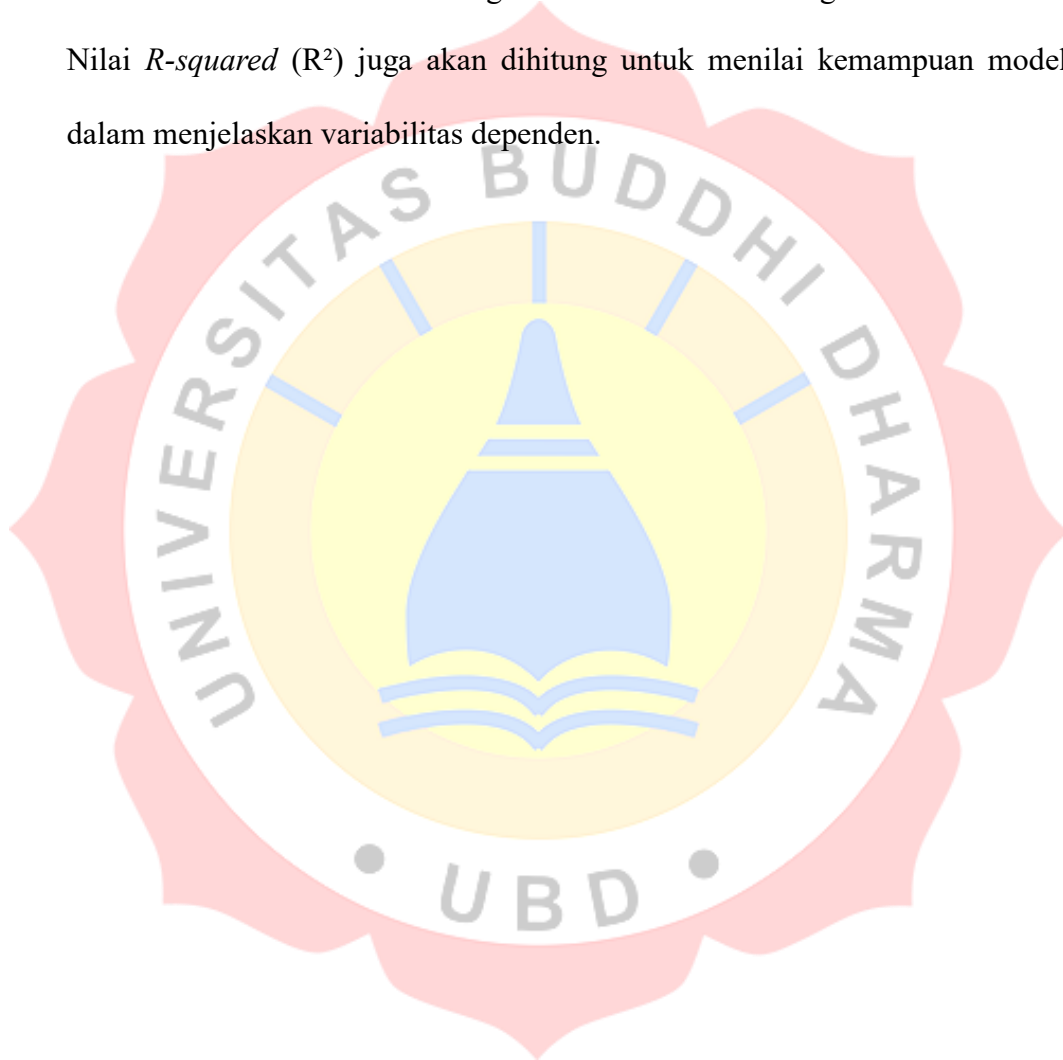 Nilai R-squared (R²) juga akan dihitung untuk menilai kemampuan model
dalam menjelaskan variabilitas dependen.
UNIVERSITAS BUDDHI DHARMA
• UBD •